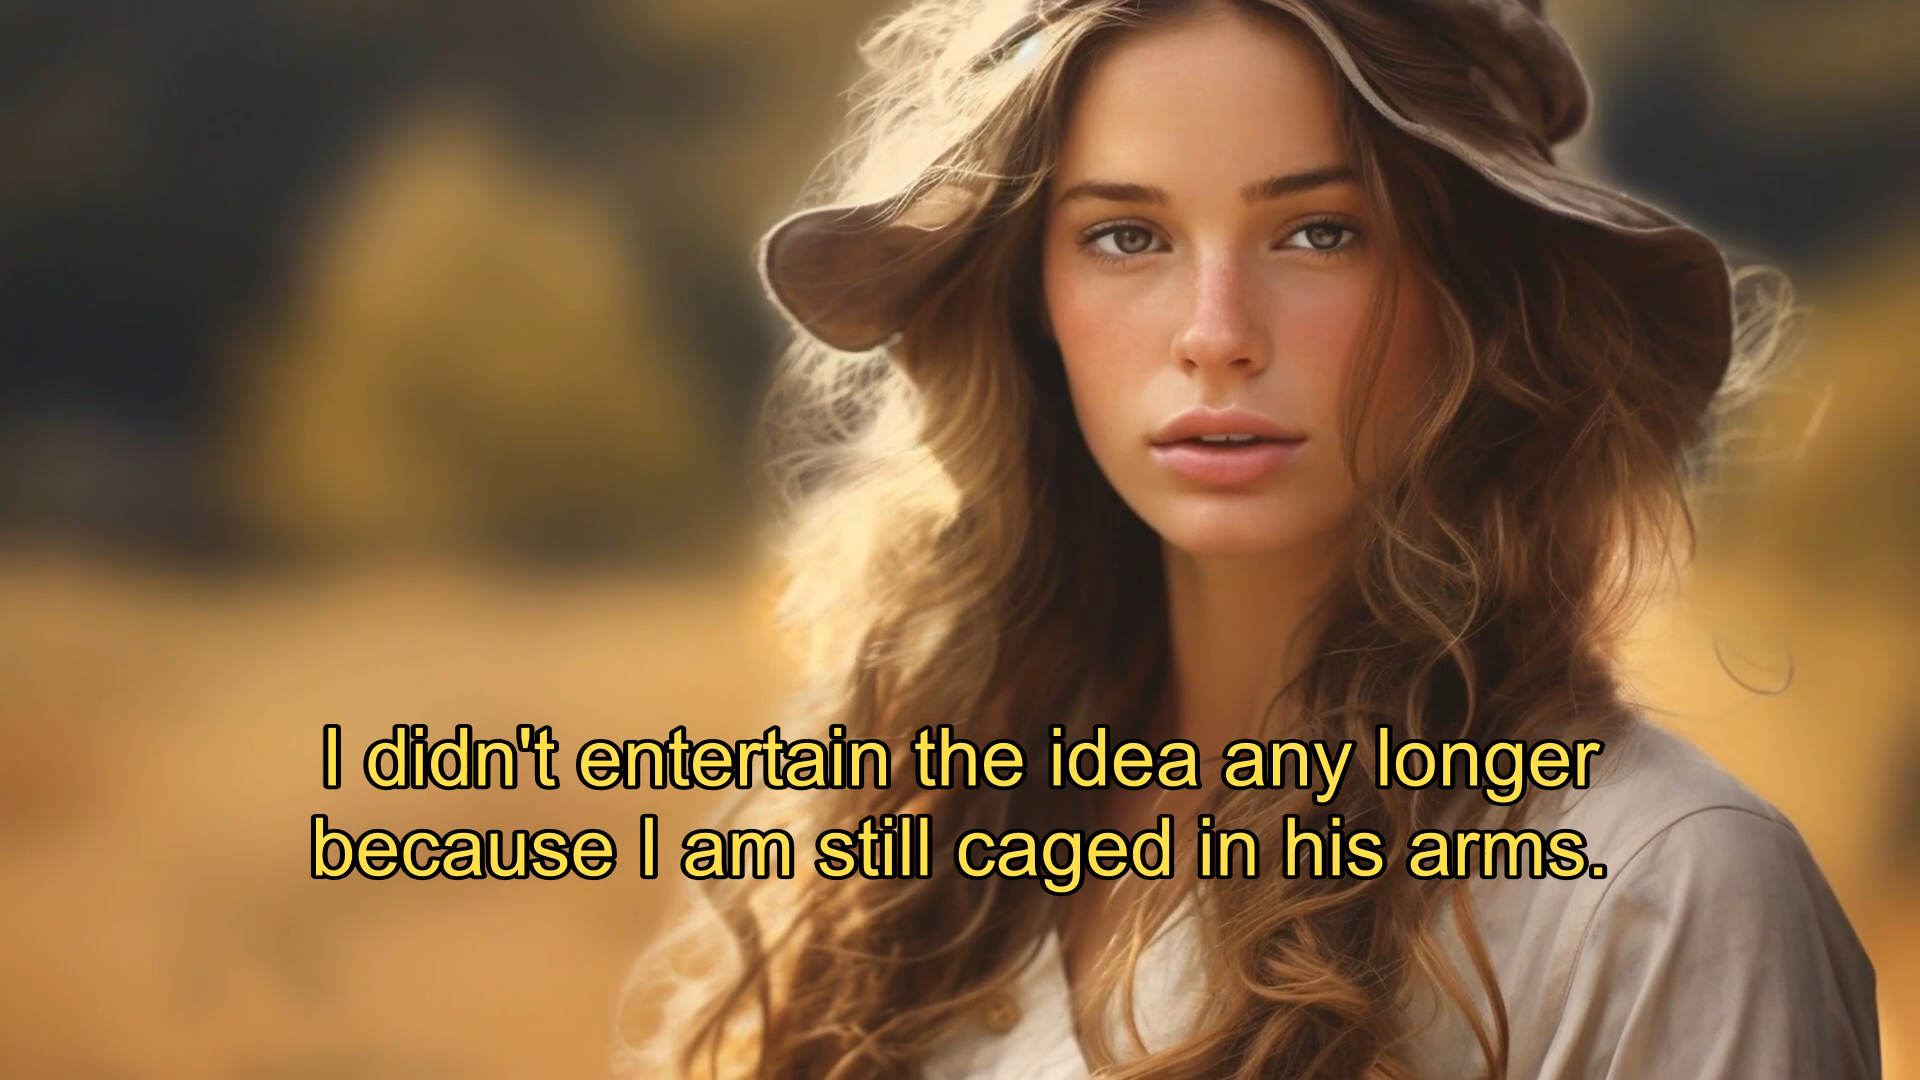 I didn't entertain the idea any longer
because I am still caged in his arms.